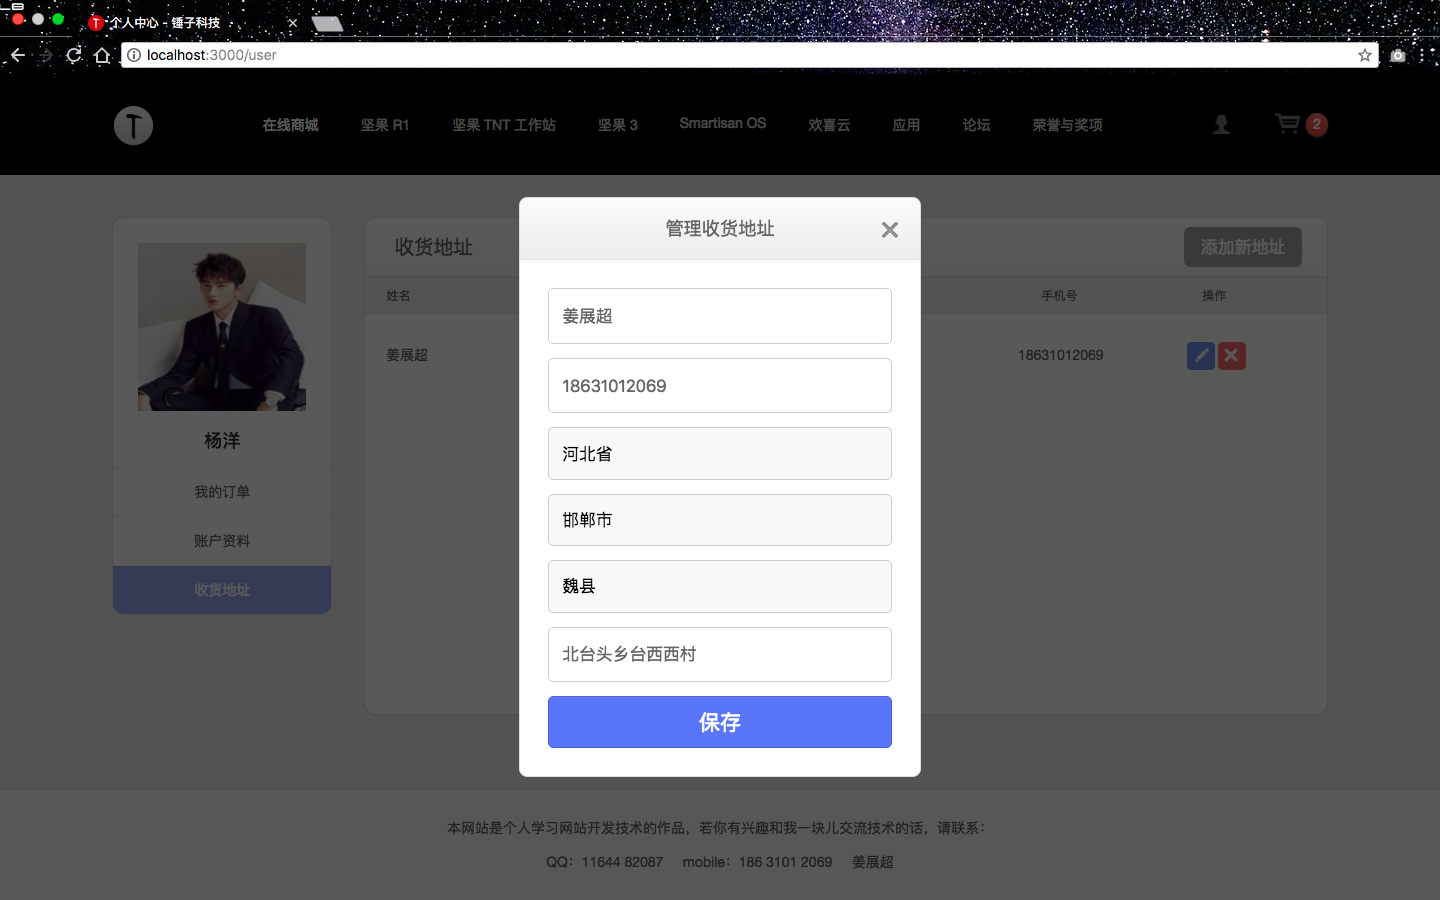 个人中心 - 锤子科技
localhost:3000/user
在线商城 坚果 R1 坚果 TNT 工作站 坚果 3 Smartisan OS 欢喜云 应用 论坛 荣誉与奖项 2
管理收货地址
收货地址 添加新地址
姓名 手机号 操作
姜展超 18631012069
杨洋
我的订单
账户资料
收货地址
姜展超
18631012069
河北省
邯郸市
魏县
北台头乡台西西村
保存
本网站是个人学习网站开发技术的作品，若你有兴趣和我一块儿交流技术的话，请联系：
QQ：11644 82087 mobile：186 3101 2069 姜展超